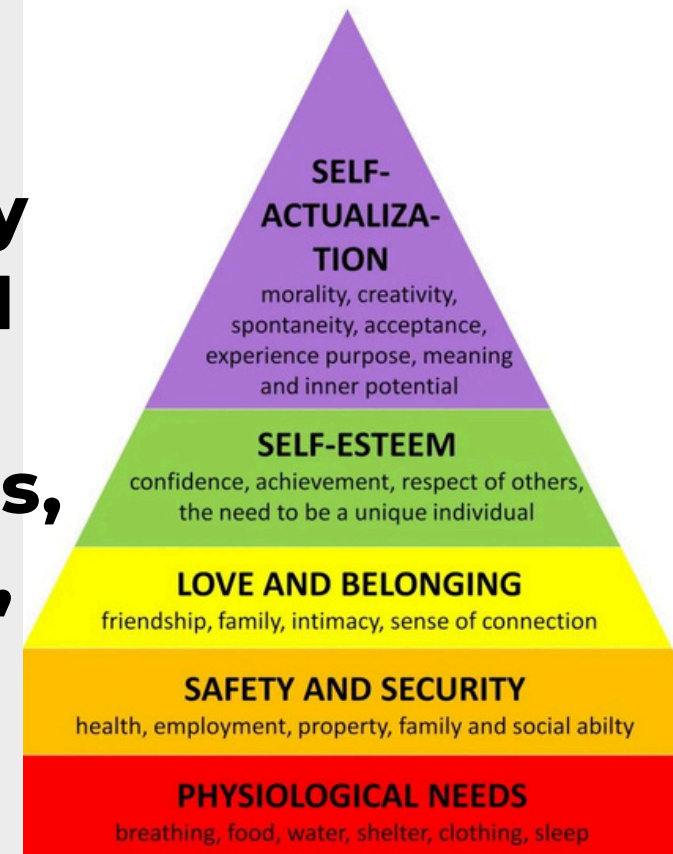 y
s,
,
SELF-
ACTUALIZA-
TION
morality, creativity,
spontaneity, acceptance,
experience purpose, meaning
and inner potential
SELF-ESTEEM
confidence, achievement, respect of others,
the need to be a unique individual
LOVE AND BELONGING
friendship, family, intimacy, sense of connection
SAFETY AND SECURITY
health, employment, property, family and social abilty
PHYSIOLOGICAL NEEDS
breathing, food, water, shelter, clothing, sleep